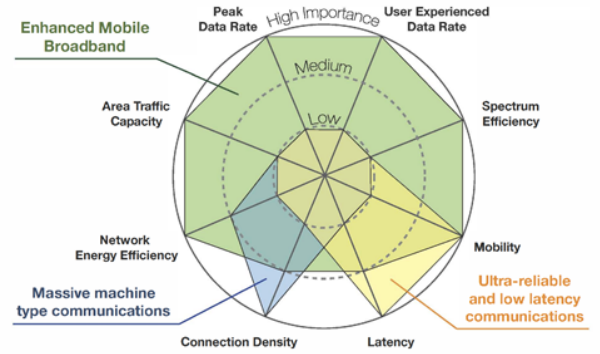 Peak
Data Rate
High Importance
User Experienced
Data Rate
Enhanced Mobile
Broadband
Medium
Area Traffic
Capacity
Low
Spectrum
Efficiency
Network
Energy Efficiency
Mobility
Massive machine
type communications
Ultra-reliable
and low latency
communications
Connection Density
Latency